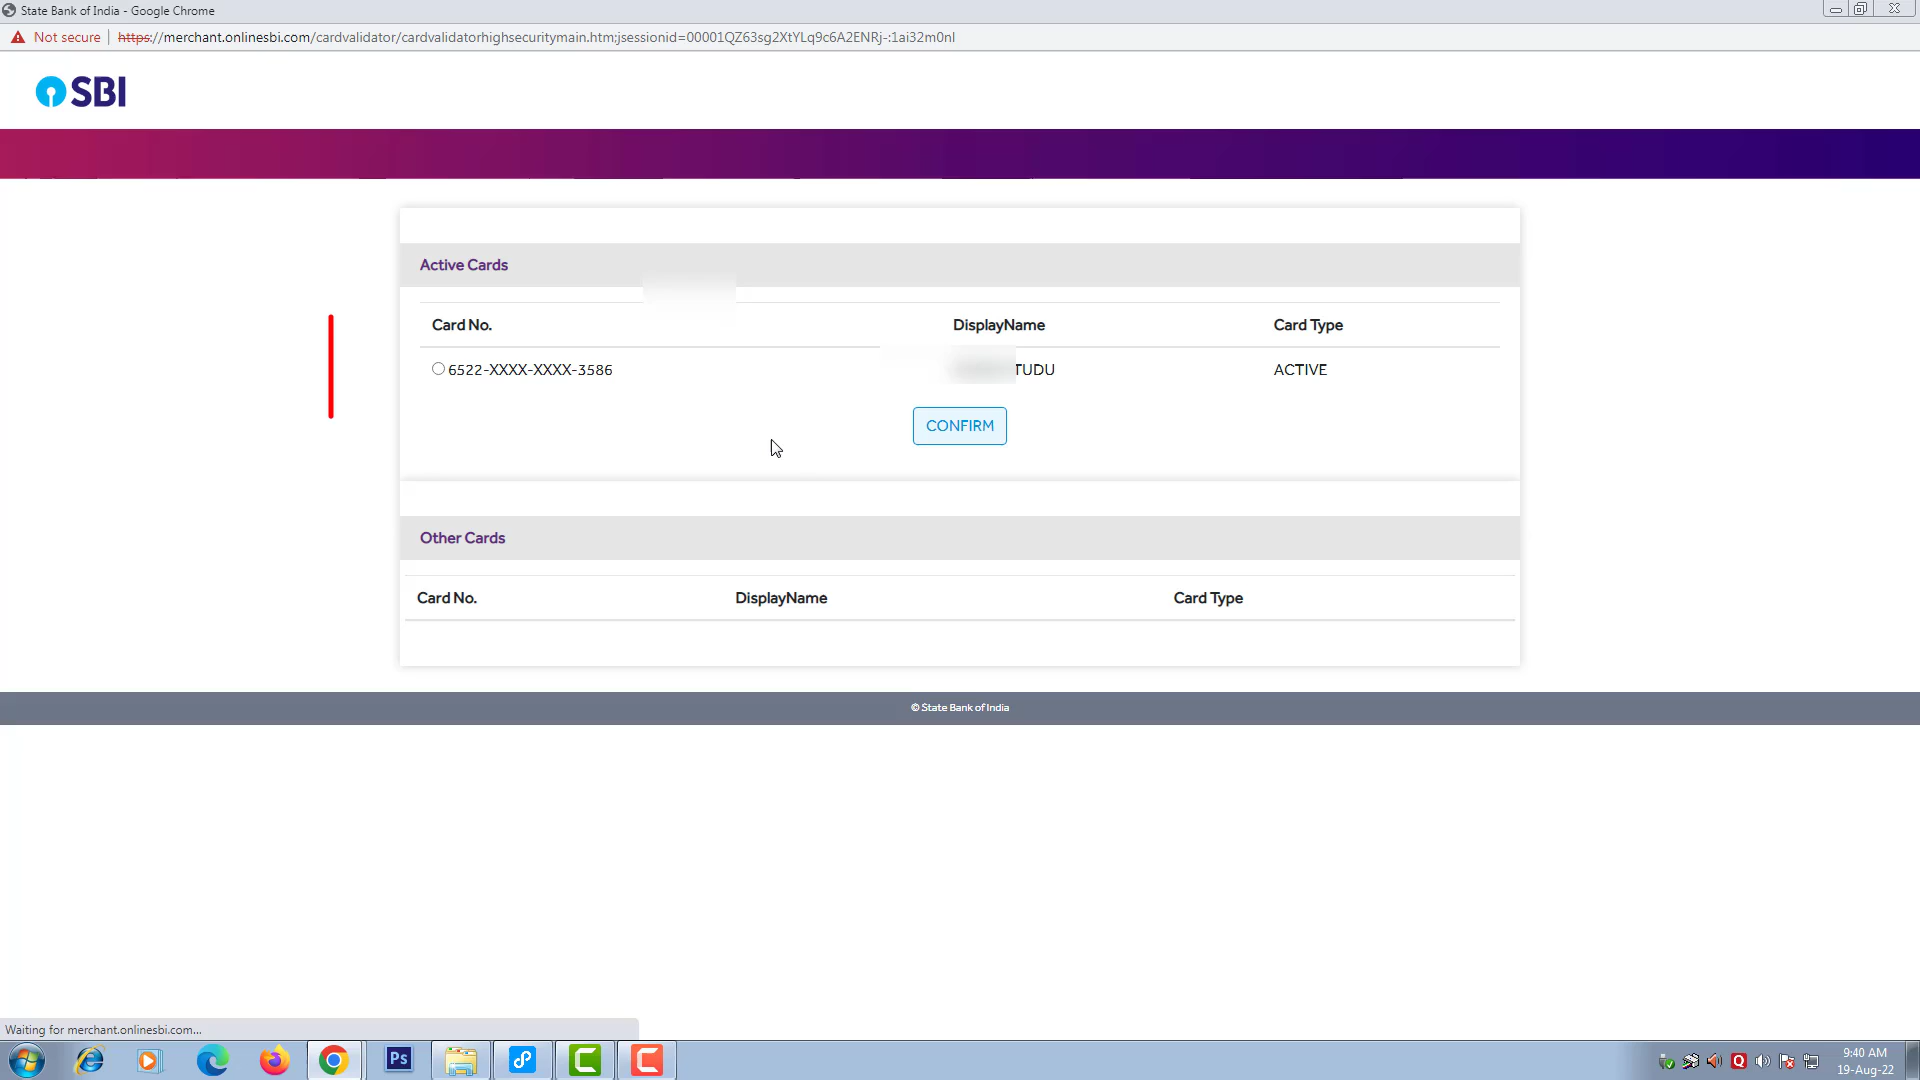 State Bank of India - Google Chrome
Not secure | https://merchant.onlinesbi.com/cardvalidator/cardvalidatorhighsecuritymain.htm;jsessionid=00001QZ63sg2XtYLq9c6A2ENRj-:1ai32m0nl
SBI
Active Cards
Card No. DisplayName Card Type
6522-XXXX-XXXX-3586 TUDU ACTIVE
CONFIRM
Other Cards
Card No. DisplayName Card Type
© State Bank of India
Waiting for merchant.onlinesbi.com...
Ps
9:40 AM
19-Aug-22